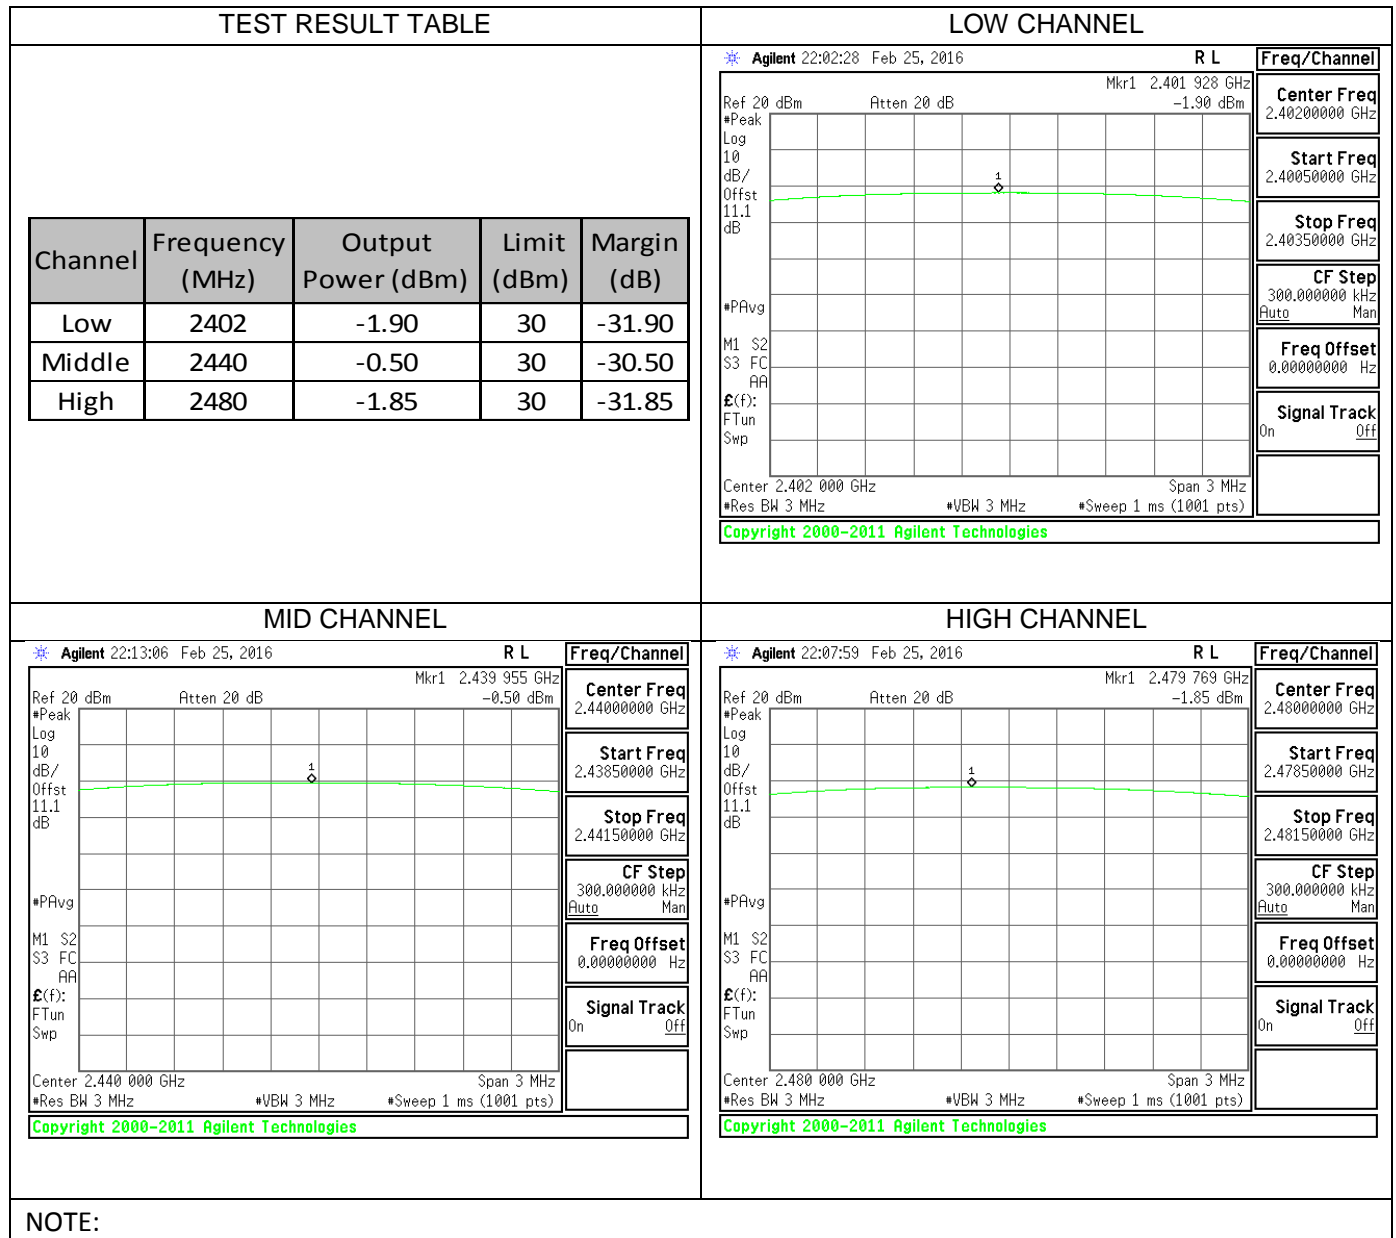 TEST RESULT TABLE
Channel Frequency (MHz) Output Power (dBm) Limit (dBm) Margin (dB)
Low 2402 -1.90 30 -31.90
Middle 2440 -0.50 30 -30.50
High 2480 -1.85 30 -31.85
LOW CHANNEL
Agilent 22:02:28 Feb 25, 2016 R L
Freq/Channel
Mkr1 2.401 928 GHz
Ref 20 dBm Atten 20 dB -1.90 dBm
#Peak
Log
10
dB/
Offst
11.1
dB
#PAvg
M1 S2
S3 FC
AA
£(f):
FTun
Swp
1
Center 2.402 000 GHz Span 3 MHz
#Res BW 3 MHz #VBW 3 MHz #Sweep 1 ms (1001 pts)
Copyright 2000-2011 Agilent Technologies
Center Freq
2.40200000 GHz
Start Freq
2.40050000 GHz
Stop Freq
2.40350000 GHz
CF Step
300.000000 kHz
Auto Man
Freq Offset
0.00000000 Hz
Signal Track
On Off
MID CHANNEL
Agilent 22:13:06 Feb 25, 2016 R L
Freq/Channel
Mkr1 2.439 955 GHz
Ref 20 dBm Atten 20 dB -0.50 dBm
#Peak
Log
10
dB/
Offst
11.1
dB
#PAvg
M1 S2
S3 FC
AA
£(f):
FTun
Swp
1
Center 2.440 000 GHz Span 3 MHz
#Res BW 3 MHz #VBW 3 MHz #Sweep 1 ms (1001 pts)
Copyright 2000-2011 Agilent Technologies
Center Freq
2.44000000 GHz
Start Freq
2.43850000 GHz
Stop Freq
2.44150000 GHz
CF Step
300.000000 kHz
Auto Man
Freq Offset
0.00000000 Hz
Signal Track
On Off
HIGH CHANNEL
Agilent 22:07:59 Feb 25, 2016 R L
Freq/Channel
Mkr1 2.479 769 GHz
Ref 20 dBm Atten 20 dB -1.85 dBm
#Peak
Log
10
dB/
Offst
11.1
dB
#PAvg
M1 S2
S3 FC
AA
£(f):
FTun
Swp
1
Center 2.480 000 GHz Span 3 MHz
#Res BW 3 MHz #VBW 3 MHz #Sweep 1 ms (1001 pts)
Copyright 2000-2011 Agilent Technologies
Center Freq
2.48000000 GHz
Start Freq
2.47850000 GHz
Stop Freq
2.48150000 GHz
CF Step
300.000000 kHz
Auto Man
Freq Offset
0.00000000 Hz
Signal Track
On Off
NOTE: